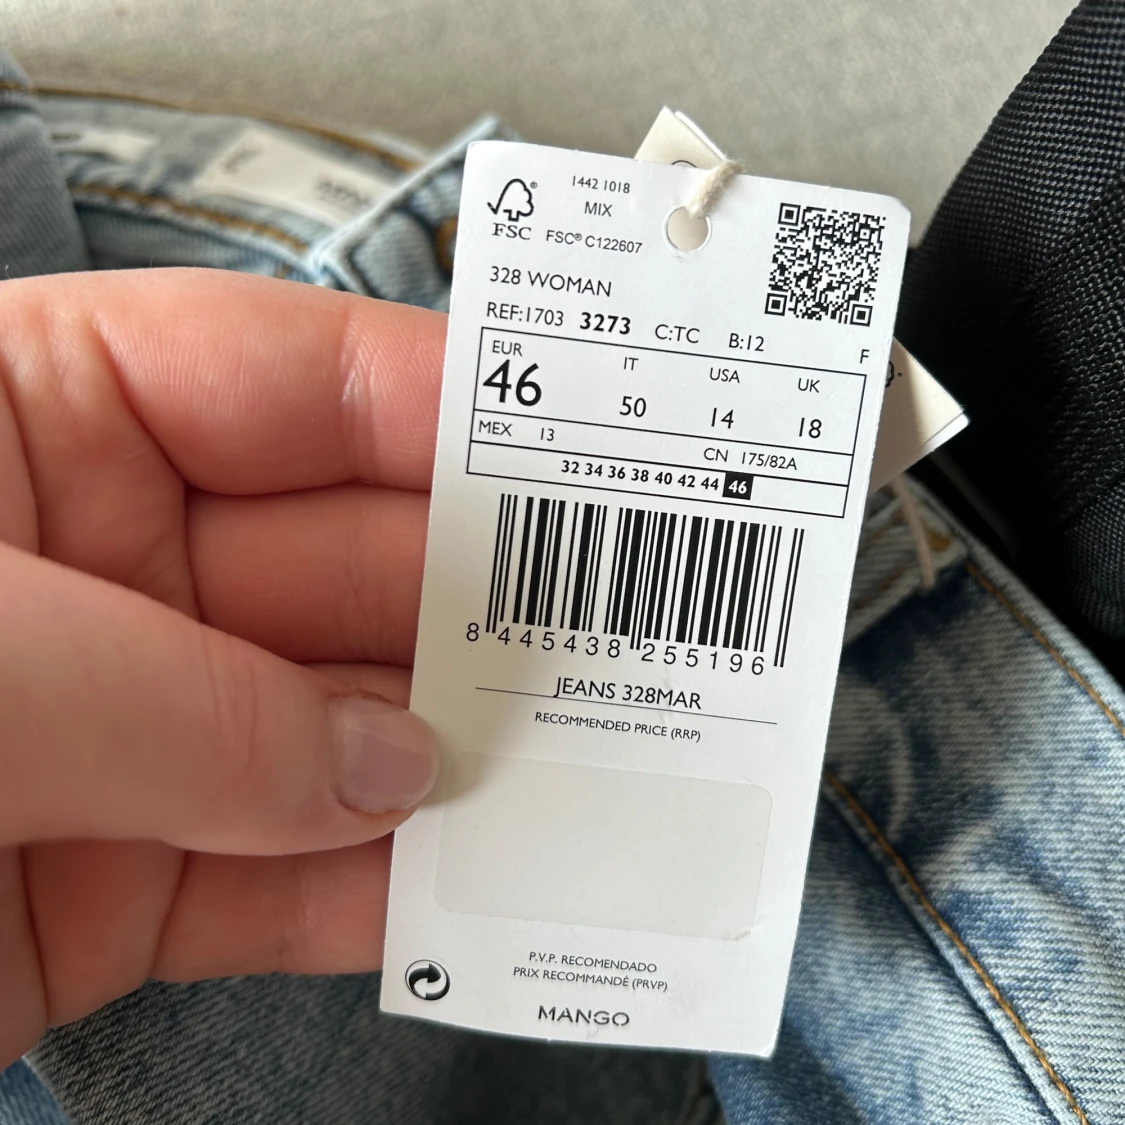 1442 1018
MIX
FSC® C122607
FSC
328 WOMAN
REF:1703 3273 C:TC B:12 F
EUR IT USA UK
46 50 14 18
MEX 13 CN 175/82A
32 34 36 38 40 42 44 46
8 445438 255196
JEANS 328MAR
RECOMMENDED PRICE (RRP)
P.V.P. RECOMENDADO
PRIX RECOMMANDÉ (PRVP)
MANGO